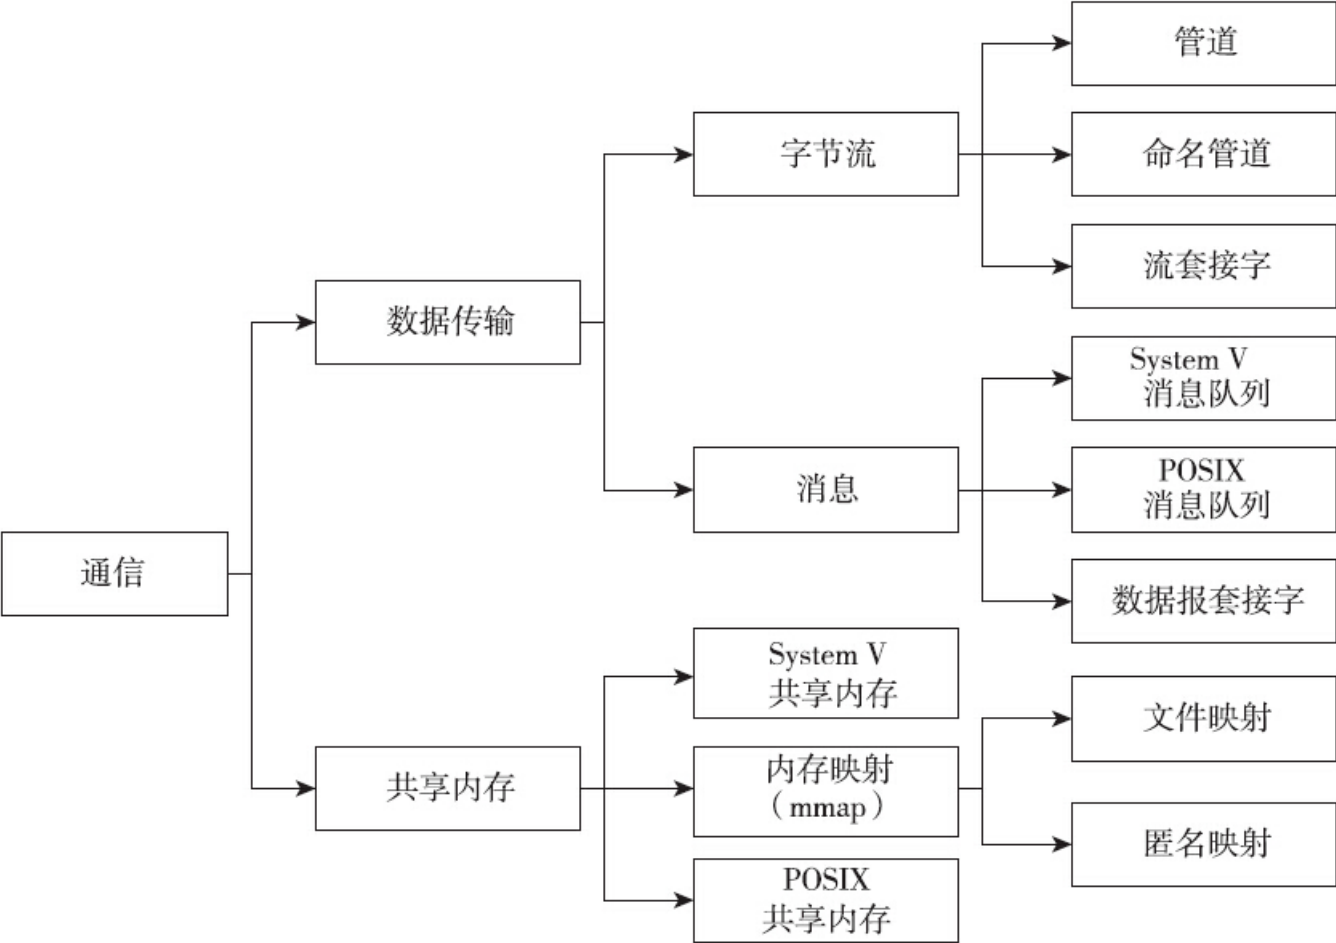 管道
字节流
命名管道
流套接字
数据传输
System V
消息队列
消息
POSIX
消息队列
通信
数据报套接字
System V
共享内存
文件映射
共享内存
内存映射
（mmap）
匿名映射
POSIX
共享内存